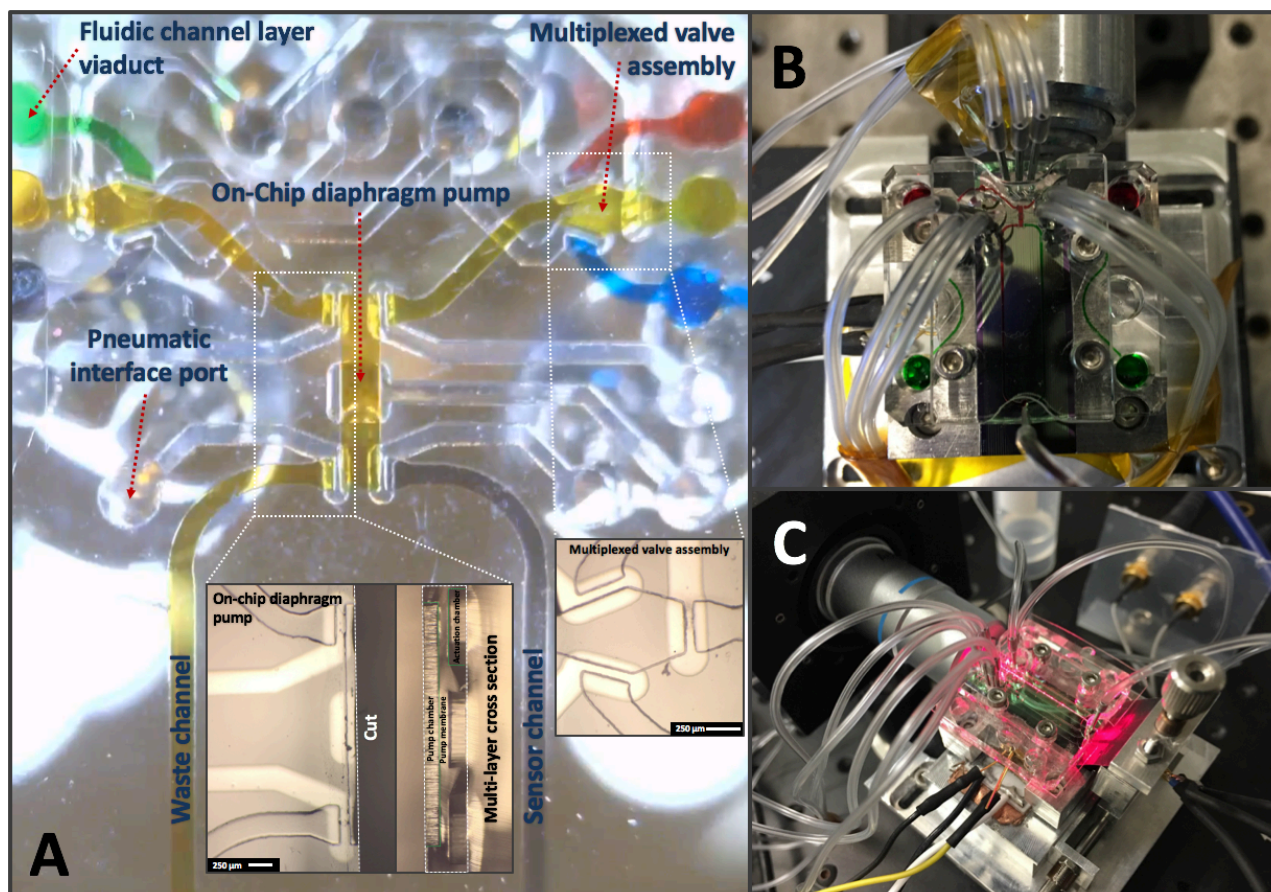 Fluidic channel layer
viaduct
Multiplexed valve
assembly
On-Chip diaphragm pump
Pneumatic
interface port
Waste channel
Sensor channel
On-chip diaphragm
pump
Cut
Pump chamber
Pump membrane
Actuation chamber
Multi-layer cross section
250 µm
Multiplexed valve assembly
250 µm
A
B
C